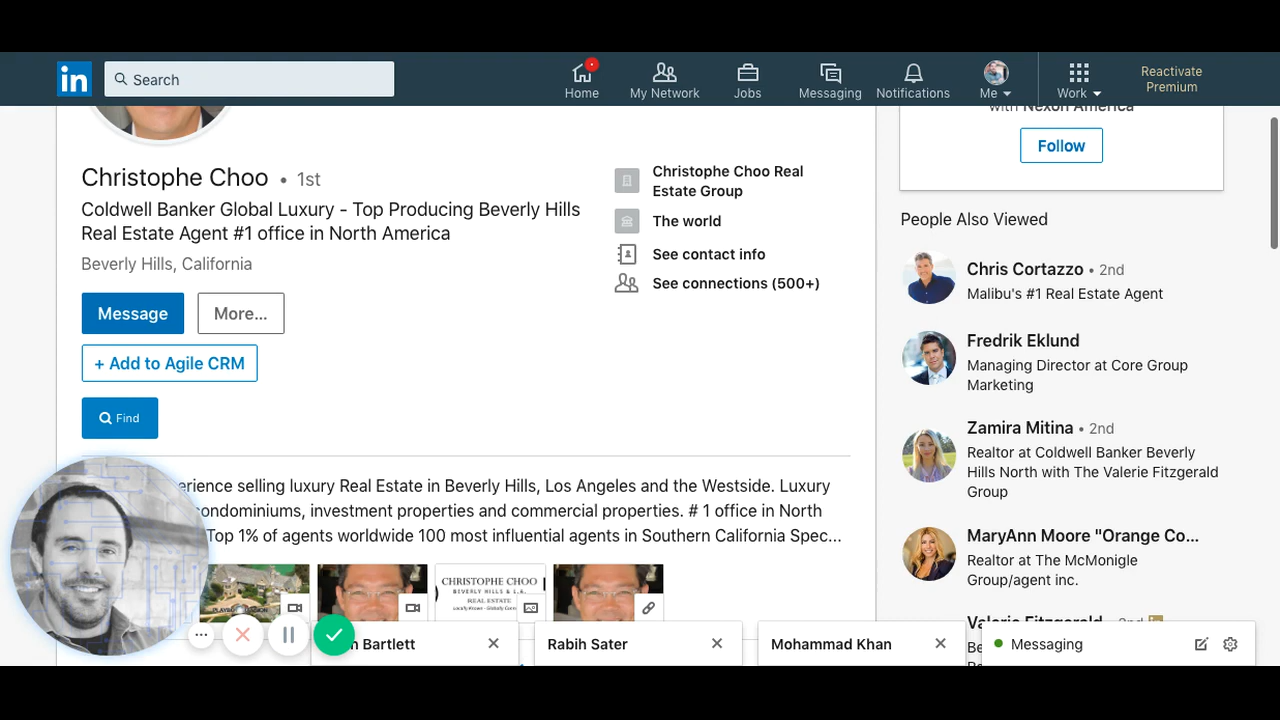 in
Search
Home
My Network
Jobs
Messaging
Notifications
Me
Work
Reactivate
Premium
with Nexon America
Follow
Christophe Choo • 1st
Coldwell Banker Global Luxury - Top Producing Beverly Hills
Real Estate Agent #1 office in North America
Beverly Hills, California
Message
More...
+ Add to Agile CRM
Find
Christophe Choo Real
Estate Group
The world
See contact info
See connections (500+)
erience selling luxury Real Estate in Beverly Hills, Los Angeles and the Westside. Luxury
condominiums, investment properties and commercial properties. # 1 office in North
Top 1% of agents worldwide 100 most influential agents in Southern California Spec...
CHRISTOPHE CHOO
BEVERLY HILLS & L.A.
REAL ESTATE
People Also Viewed
Chris Cortazzo • 2nd
Malibu's #1 Real Estate Agent
Fredrik Eklund
Managing Director at Core Group
Marketing
Zamira Mitina • 2nd
Realtor at Coldwell Banker Beverly
Hills North with The Valerie Fitzgerald
Group
MaryAnn Moore "Orange Co...
Realtor at The McMonigle
Group/agent inc.
Valerie Fitzgerald • 2nd
Bartlett
Rabih Sater
Mohammad Khan
Messaging